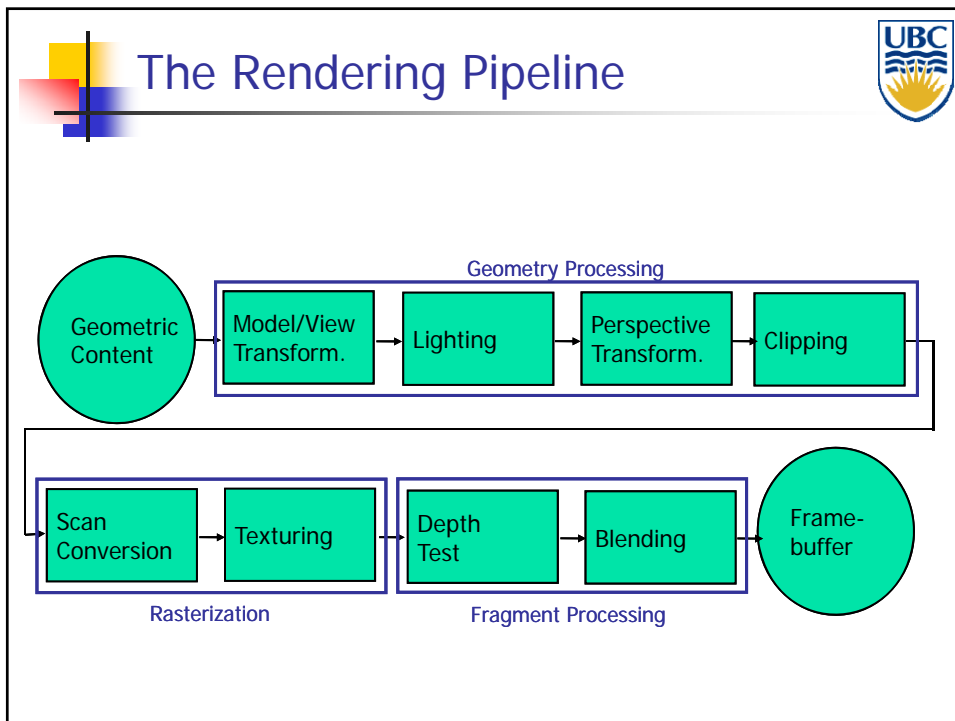 The Rendering Pipeline
UBC
Geometry Processing
Geometric
Content
Model/View
Transform.
Lighting
Perspective
Transform.
Clipping
Scan
Conversion
Texturing
Depth
Test
Blending
Frame-
buffer
Rasterization
Fragment Processing